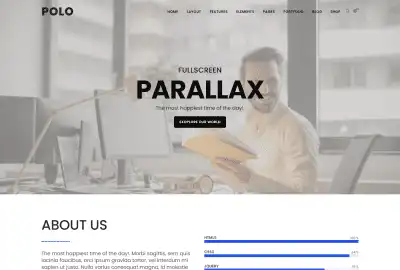 POLO
HOME LAYOUT FEATURES ELEMENTS PAGES PORTFOLIO BLOG SHOP
FULLSCREEN
PARALLAX
The most happiest time of the day!
EXPLORE OUR WORLD
ABOUT US
The most happiest time of the day!. Morbi sagittis, sem quis
lacinia faucibus, orci ipsum gravida tortor, vel interdum mi
sapien ut justo. Nulla varius consequat magna, id molestie
HTML5
CSS3
JQUERY